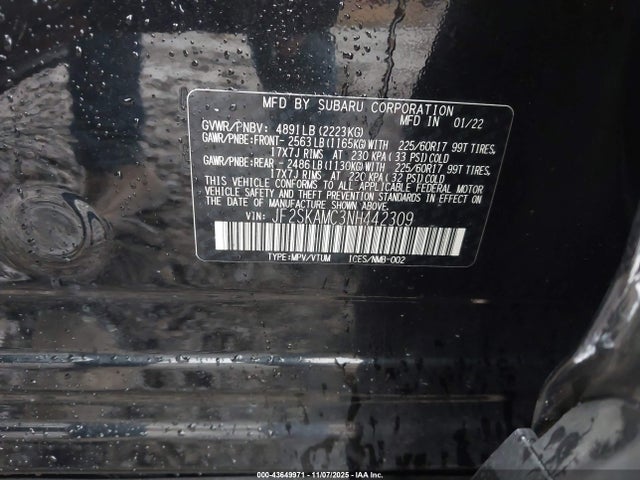 MFD BY SUBARU CORPORATION
GVWR/PNBV: 4891LB(2223KG) MFD IN 01/22
GAWR/PNBE:FRONT- 2563LB(1165KG)WITH 225/60R17 99T TIRES,
17X7J RIMS AT 230 KPA(33 PSI)COLD
GAWR/PNBE:REAR - 2486LB(1130KG)WITH 225/60R17 99T TIRES,
17X7J RIMS AT 220 KPA(32 PSI)COLD
THIS VEHICLE CONFORMS TO ALL APPLICABLE FEDERAL MOTOR
VEHICLE SAFETY, BUMPER, AND THEFT PREVENTION STANDARDS
IN EFFECT ON THE DATE OF MANUFACTURE SHOWN ABOVE.
VIN: JF2SKAMC3NH442309
TYPE:MPV/VTUM ICES/NMB-002
000-43649971 - 11/07/2025 - IAA Inc.